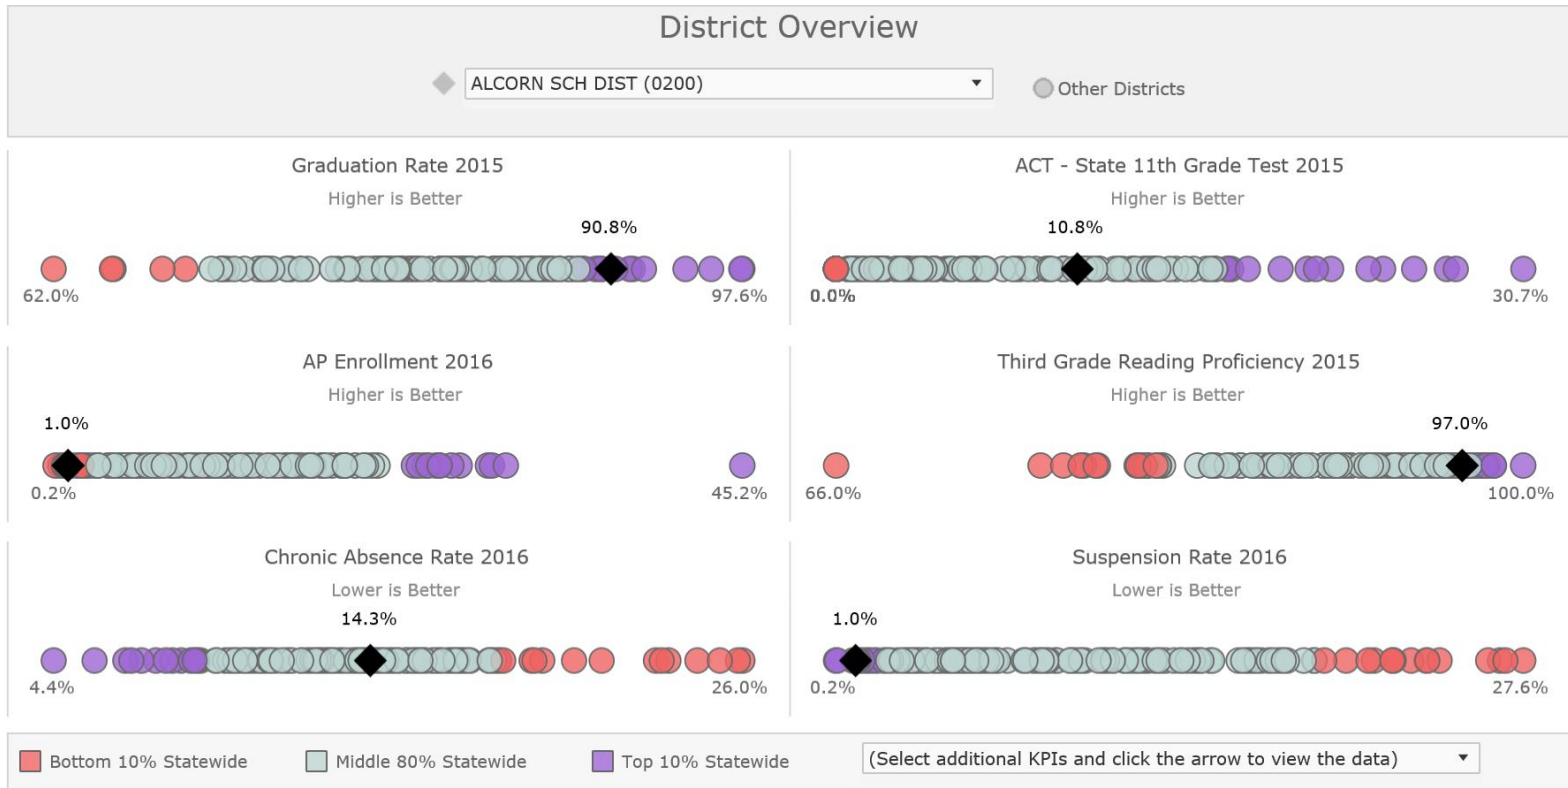 District Overview
ALCORN SCH DIST (0200)
Other Districts
Graduation Rate 2015
Higher is Better
90.8%
62.0%
97.6%
ACT - State 11th Grade Test 2015
Higher is Better
10.8%
0.0%
30.7%
AP Enrollment 2016
Higher is Better
1.0%
0.2%
45.2%
Third Grade Reading Proficiency 2015
Higher is Better
97.0%
66.0%
100.0%
Chronic Absence Rate 2016
Lower is Better
14.3%
4.4%
26.0%
Suspension Rate 2016
Lower is Better
1.0%
0.2%
27.6%
Bottom 10% Statewide
Middle 80% Statewide
Top 10% Statewide
(Select additional KPIs and click the arrow to view the data)